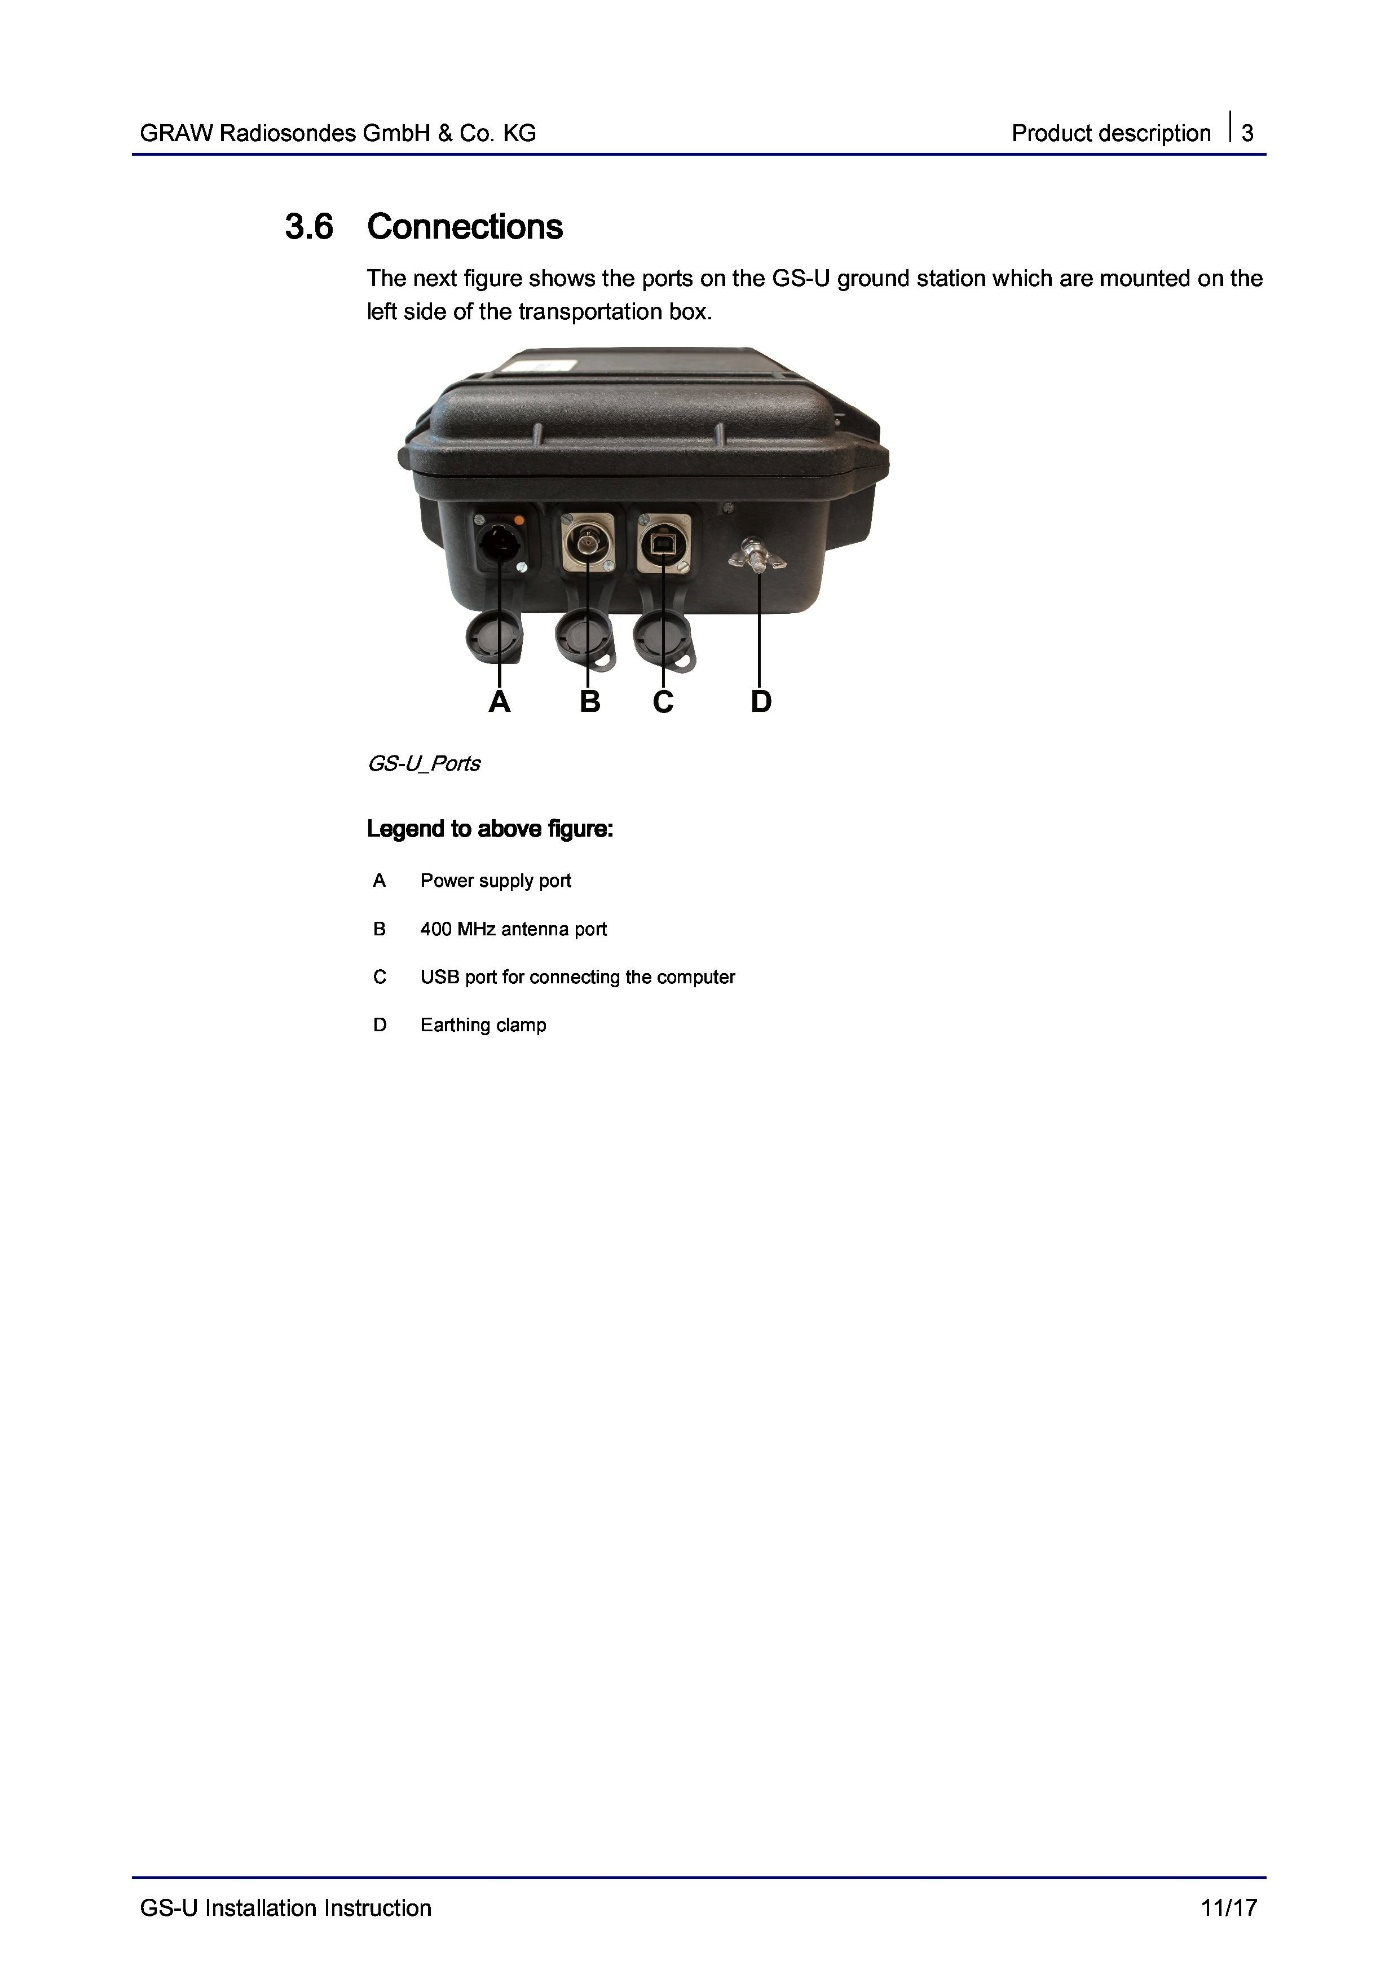 GRAW Radiosondes GmbH & Co. KG
Product description 3
3.6 Connections
The next figure shows the ports on the GS-U ground station which are mounted on the
left side of the transportation box.
A B C D
GS-U_Ports
Legend to above figure:
A Power supply port
B 400 MHz antenna port
C USB port for connecting the computer
D Earthing clamp
GS-U Installation Instruction
11/17